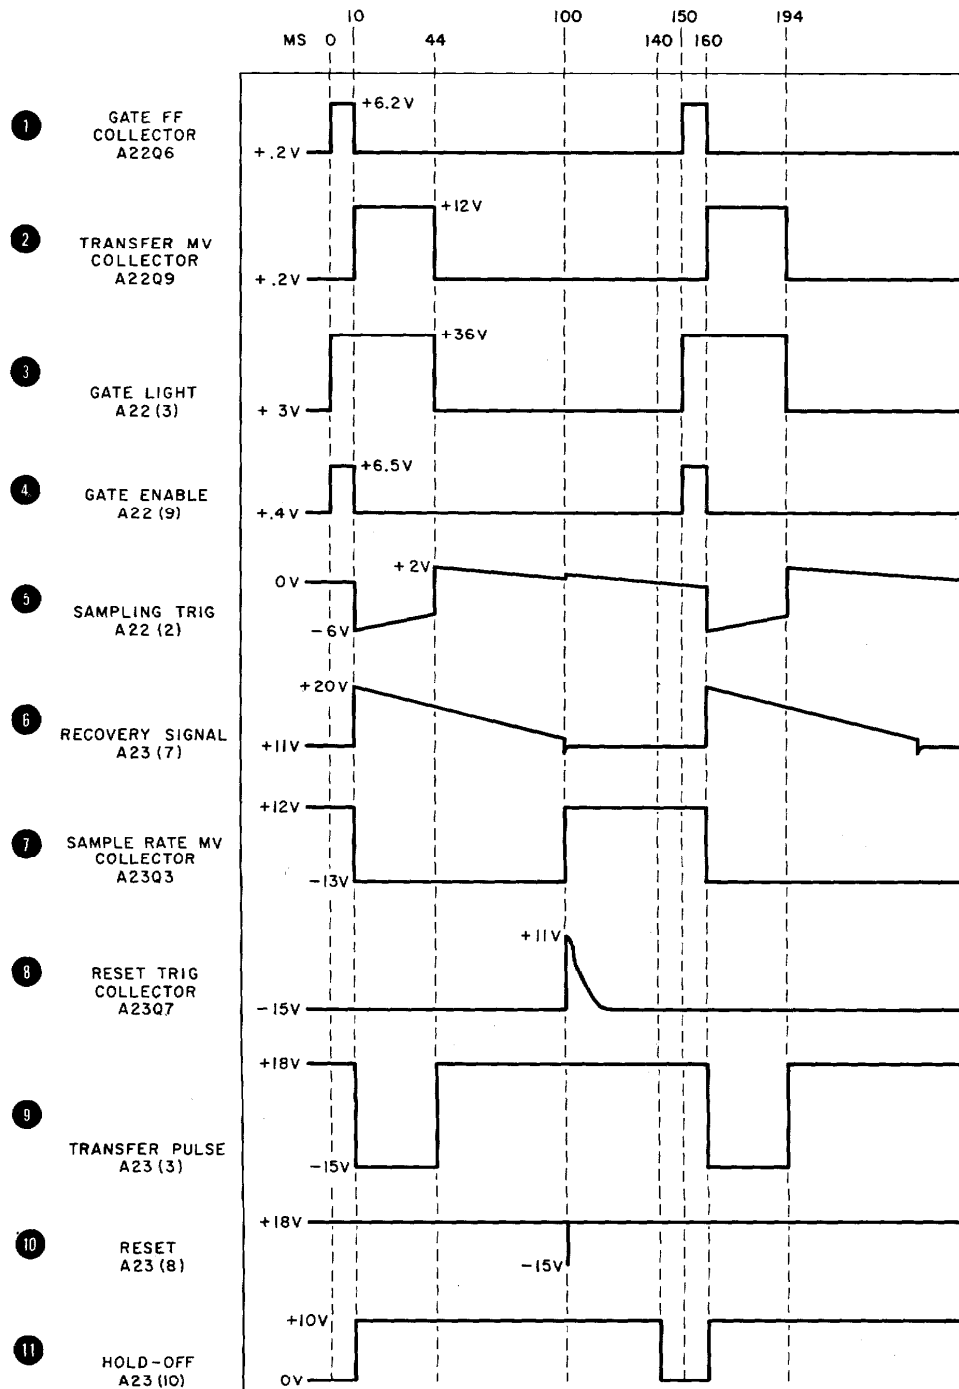 10 100 150 194
MS 0 44 140 160
1 GATE FF
COLLECTOR
A22Q6
+6.2V
+.2V
2 TRANSFER MV
COLLECTOR
A22Q9
+12V
+.2V
3 GATE LIGHT
A22(3)
+36V
+3V
4 GATE ENABLE
A22(9)
+6.5V
+.4V
5 SAMPLING TRIG
A22(2)
0V
+2V
-6V
6 RECOVERY SIGNAL
A23(7)
+20V
+11V
7 SAMPLE RATE MV
COLLECTOR
A23Q3
+12V
-13V
8 RESET TRIG
COLLECTOR
A23Q7
+11V
-15V
9 TRANSFER PULSE
A23(3)
+18V
-15V
10 RESET
A23(8)
+18V
-15V
11 HOLD-OFF
A23(10)
+10V
0V